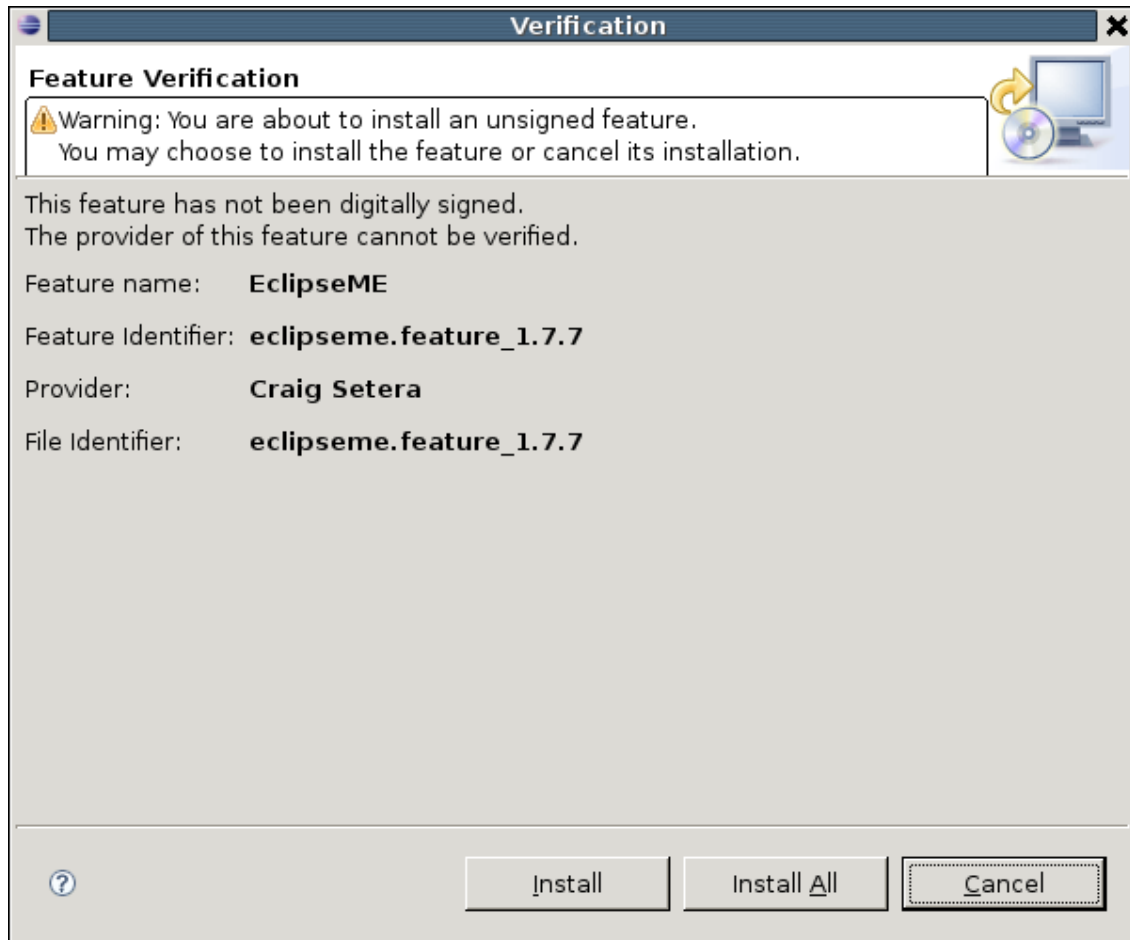 Verification
Feature Verification
Warning: You are about to install an unsigned feature.
You may choose to install the feature or cancel its installation.
This feature has not been digitally signed.
The provider of this feature cannot be verified.
Feature name: EclipseME
Feature Identifier: eclipseme.feature_1.7.7
Provider: Craig Setera
File Identifier: eclipseme.feature_1.7.7
Install Install All Cancel